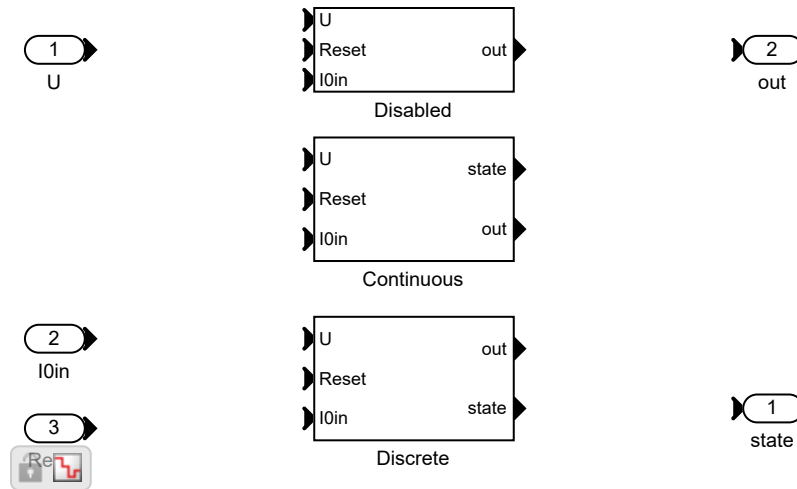 U
1
Reset
out
2
I0in
U
out
Disabled
U
state
Reset
out
I0in
Continuous
2
U
out
I0in
Reset
3
I0in
state
1
Re
Discrete
state